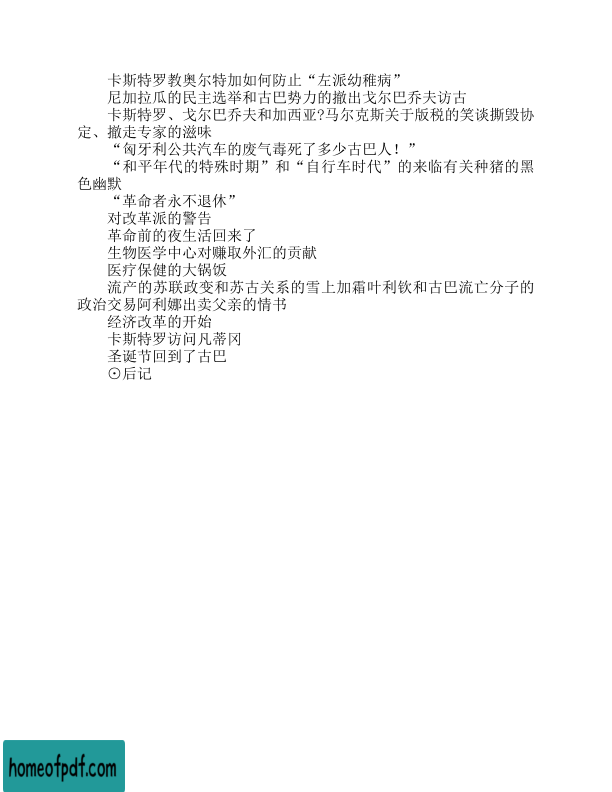 卡斯特罗教奥尔特加如何防止“左派幼稚病”
尼加拉瓜的民主选举和古巴势力的撤出戈尔巴乔夫访古
卡斯特罗、戈尔巴乔夫和加西亚?马尔克斯关于版税的笑谈撕毁协
定、撤走专家的滋味
“匈牙利公共汽车的废气毒死了多少古巴人！”
“和平年代的特殊时期”和“自行车时代”的来临有关种猪的黑
色幽默
“革命者永不退休”
对改革派的警告
革命前的夜生活回来了
生物医学中心对赚取外汇的贡献
医疗保健的大锅饭
流产的苏联政变和苏古关系的雪上加霜叶利钦和古巴流亡分子的
政治交易阿利娜出卖父亲的情书
经济改革的开始
卡斯特罗访问凡蒂冈
圣诞节回到了古巴
⊙后记
homeofpdf.com